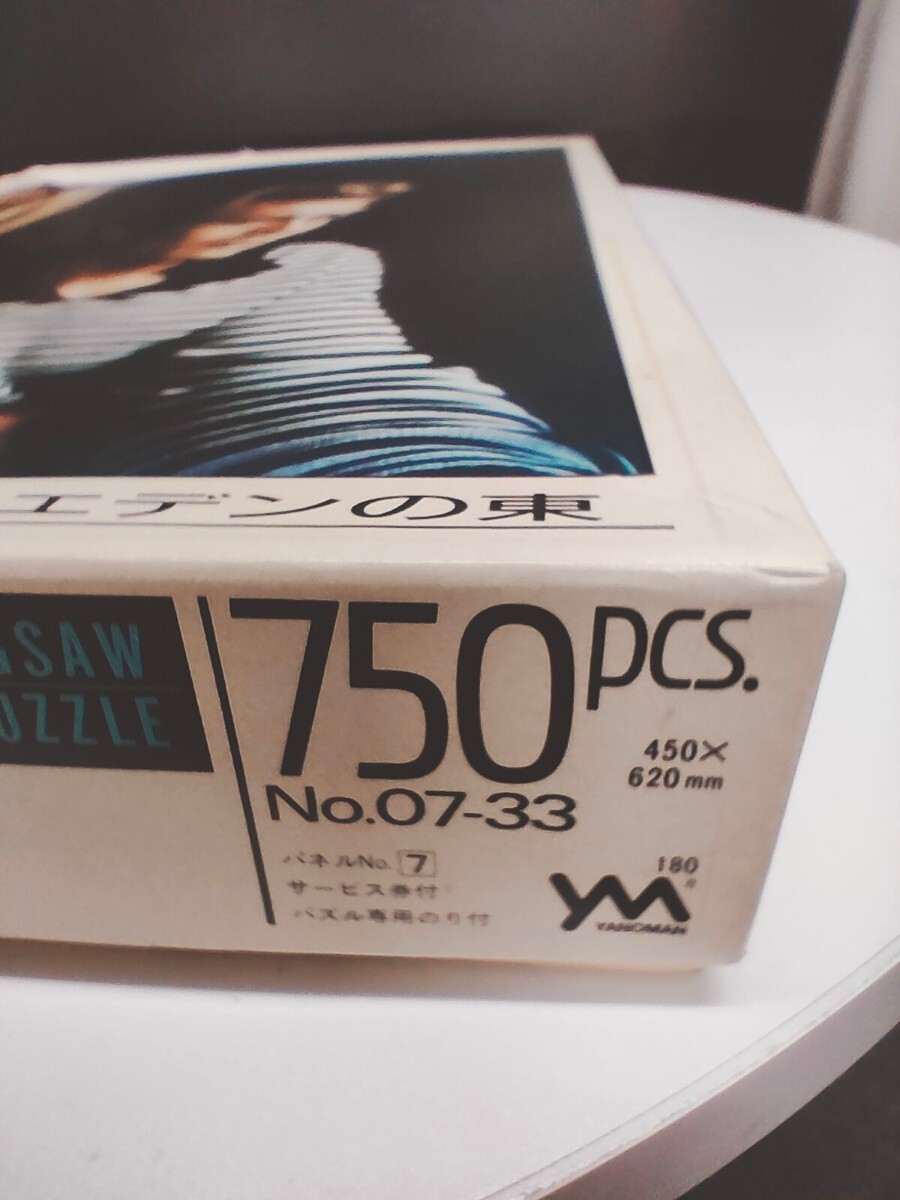 エデンの東
GSAW
UZZLE
750pcs.
450×
620mm
No.07-33
パネルNo. 7
サービス券付
パズル専用のり付
180
YM®
YANOMAN